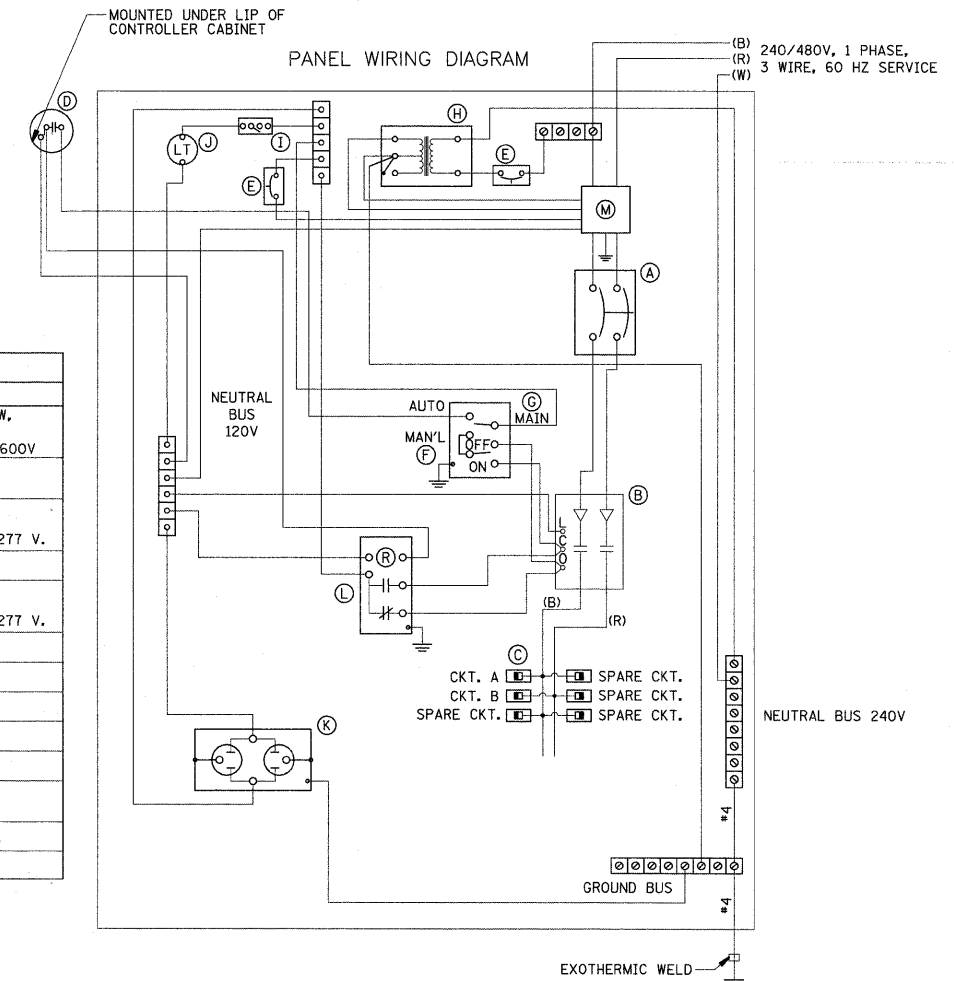 MOUNTED UNDER LIP OF
CONTROLLER CABINET
PANEL WIRING DIAGRAM
(B)
(R)
(W)
240/480V, 1 PHASE,
3 WIRE, 60 HZ SERVICE
D
H
J
I
LT
E
E
M
A
W,
600V
277 V.
277 V.
NEUTRAL
BUS
120V
AUTO
G
MAIN
MAN'L
F
OFF
ON
B
L
C
O
R
L
(B)
(R)
C
CKT. A
SPARE CKT.
CKT. B
SPARE CKT.
SPARE CKT.
SPARE CKT.
K
NEUTRAL BUS 240V
#4
GROUND BUS
#4
EXOTHERMIC WELD